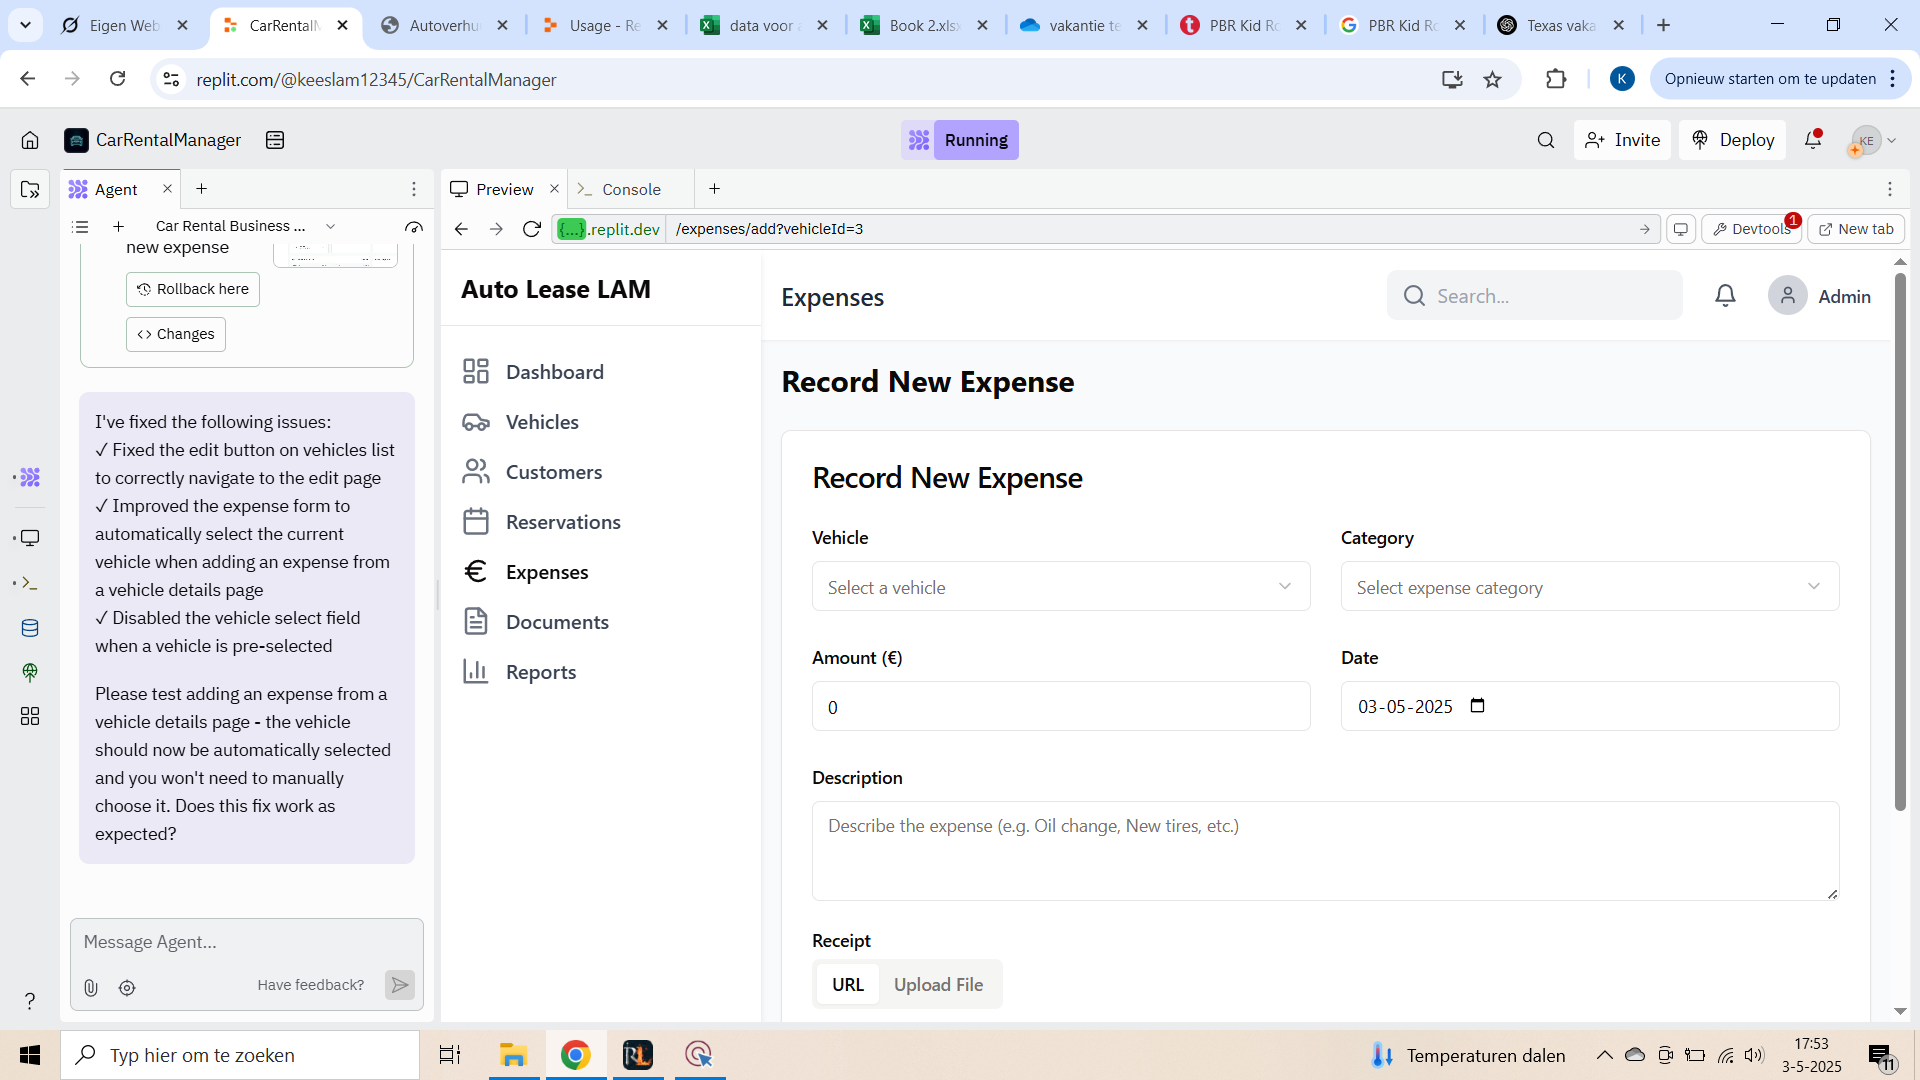 Eigen Web
CarRental
Autoverhu
Usage - Re
data voor
Book 2.xlsx
vakantie te
PBR Kid Ro
PBR Kid Ro
Texas vaka
replit.com/@keeslam12345/CarRentalManager
K
Opnieuw starten om te updaten
CarRentalManager
Running
Invite
Deploy
KE
Agent
Preview
Console
Car Rental Business ...
{...}.replit.dev
/expenses/add?vehicleId=3
Devtools
1
New tab
new expense
Rollback here
<> Changes
I've fixed the following issues:
✓ Fixed the edit button on vehicles list
to correctly navigate to the edit page
✓ Improved the expense form to
automatically select the current
vehicle when adding an expense from
a vehicle details page
✓ Disabled the vehicle select field
when a vehicle is pre-selected
Please test adding an expense from a
vehicle details page - the vehicle
should now be automatically selected
and you won't need to manually
choose it. Does this fix work as
expected?
Message Agent...
Have feedback?
Auto Lease LAM
Dashboard
Vehicles
Customers
Reservations
Expenses
Documents
Reports
Expenses
Search...
Admin
Record New Expense
Record New Expense
Vehicle
Category
Select a vehicle
Select expense category
Amount (€)
Date
0
03-05-2025
Description
Describe the expense (e.g. Oil change, New tires, etc.)
Receipt
URL
Upload File
Typ hier om te zoeken
Temperaturen dalen
17:53
3-5-2025
11